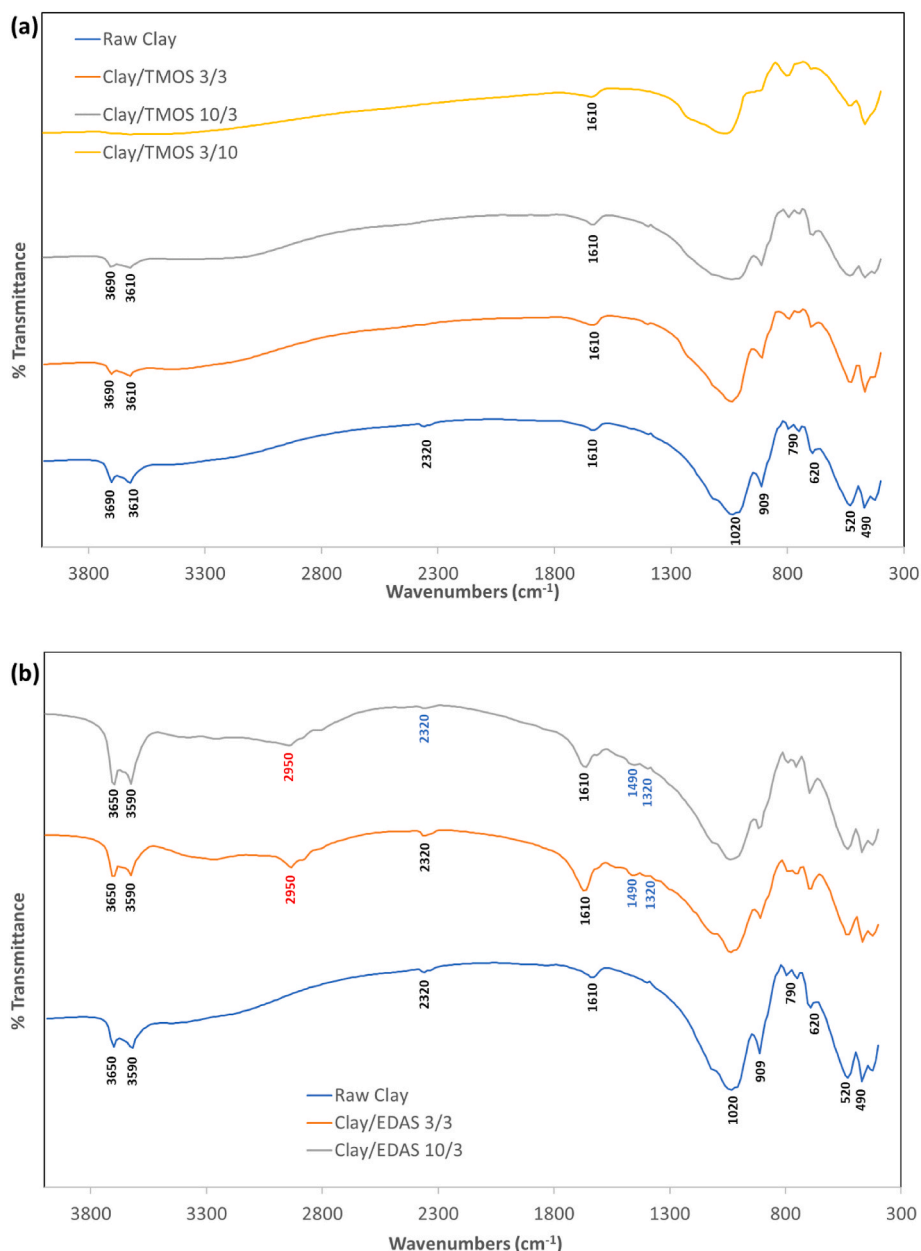 (a)
Raw Clay
Clay/TMOS 3/3
Clay/TMOS 10/3
Clay/TMOS 3/10
1610
3690
3610
1610
3690
3610
1610
3690
3610
2320
1610
1020
909
790
620
520
490
% Transmittance
3800 3300 2800 2300 1800 1300 800 300
Wavenumbers (cm-1)
(b)
3650
3590
2950
2320
1610
1490
1320
3650
3590
2950
2320
1610
1490
1320
3650
3590
2320
1610
1020
909
790
620
520
490
% Transmittance
Raw Clay
Clay/EDAS 3/3
Clay/EDAS 10/3
3800 3300 2800 2300 1800 1300 800 300
Wavenumbers (cm-1)